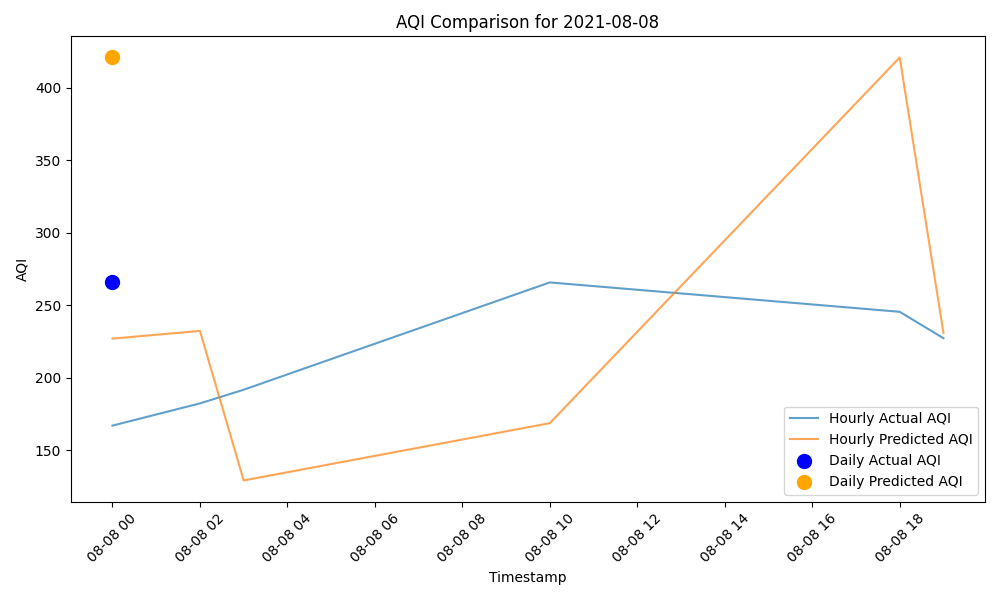 AQI Comparison for 2021-08-08
AQI
400
350
300
250
200
150
Hourly Actual AQI
Hourly Predicted AQI
Daily Actual AQI
Daily Predicted AQI
08-08 00
08-08 02
08-08 04
08-08 06
08-08 08
08-08 10
08-08 12
08-08 14
08-08 16
08-08 18
Timestamp